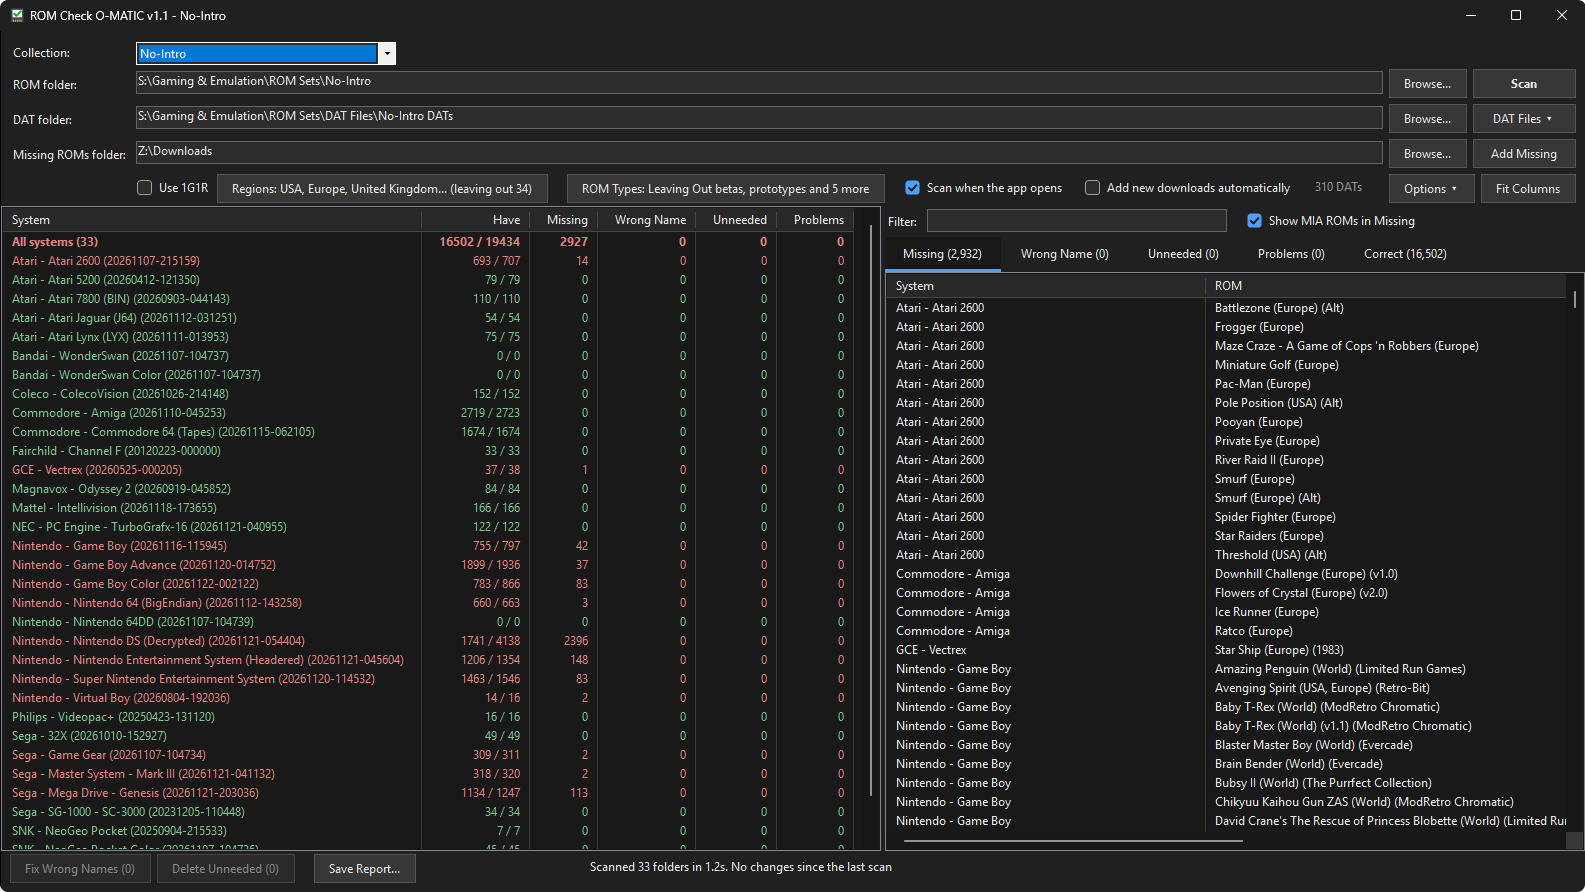 ROM Check O-MATIC v1.1 - No-Intro
Collection: No-Intro
ROM folder: S:\Gaming & Emulation\ROM Sets\No-Intro Browse... Scan
DAT folder: S:\Gaming & Emulation\ROM Sets\DAT Files\No-Intro DATs Browse... DAT Files
Missing ROMs folder: Z:\Downloads Browse... Add Missing
Use 1G1R Regions: USA, Europe, United Kingdom... (leaving out 34) ROM Types: Leaving Out betas, prototypes and 5 more Scan when the app opens Add new downloads automatically 310 DATs Options Fit Columns
System Have Missing Wrong Name Unneeded Problems
All systems (33) 16502 / 19434 2927 0 0 0
Atari - Atari 2600 (20261107-215159) 693 / 707 14 0 0 0
Atari - Atari 5200 (20260412-121350) 79 / 79 0 0 0 0
Atari - Atari 7800 (BIN) (20260903-044143) 110 / 110 0 0 0 0
Atari - Atari Jaguar (J64) (20261112-031251) 54 / 54 0 0 0 0
Atari - Atari Lynx (LYX) (20261111-013953) 75 / 75 0 0 0 0
Bandai - WonderSwan (20261107-104737) 0 / 0 0 0 0 0
Bandai - WonderSwan Color (20261107-104737) 0 / 0 0 0 0 0
Coleco - ColecoVision (20261026-214148) 152 / 152 0 0 0 0
Commodore - Amiga (20261110-045253) 2719 / 2723 0 0 0 0
Commodore - Commodore 64 (Tapes) (20261115-062105) 1674 / 1674 0 0 0 0
Fairchild - Channel F (20120223-000000) 33 / 33 0 0 0 0
GCE - Vectrex (20260525-000205) 37 / 38 1 0 0 0
Magnavox - Odyssey 2 (20260919-045852) 84 / 84 0 0 0 0
Mattel - Intellivision (20261118-173655) 166 / 166 0 0 0 0
NEC - PC Engine - TurboGrafx-16 (20261121-040955) 122 / 122 0 0 0 0
Nintendo - Game Boy (20261116-115945) 755 / 797 42 0 0 0
Nintendo - Game Boy Advance (20261120-014752) 1899 / 1936 37 0 0 0
Nintendo - Game Boy Color (20261122-002122) 783 / 866 83 0 0 0
Nintendo - Nintendo 64 (BigEndian) (20261112-143258) 660 / 663 3 0 0 0
Nintendo - Nintendo 64DD (20261107-104739) 0 / 0 0 0 0 0
Nintendo - Nintendo DS (Decrypted) (20261121-054404) 1741 / 4138 2396 0 0 0
Nintendo - Nintendo Entertainment System (Headered) (20261121-045604) 1206 / 1354 148 0 0 0
Nintendo - Super Nintendo Entertainment System (20261120-114532) 1463 / 1546 83 0 0 0
Nintendo - Virtual Boy (20260804-192036) 14 / 16 2 0 0 0
Philips - Videopac+ (20250423-131120) 16 / 16 0 0 0 0
Sega - 32X (20261010-152927) 49 / 49 0 0 0 0
Sega - Game Gear (20261107-104734) 309 / 311 2 0 0 0
Sega - Master System - Mark III (20261121-041132) 318 / 320 2 0 0 0
Sega - Mega Drive - Genesis (20261121-203036) 1134 / 1247 113 0 0 0
Sega - SG-1000 - SC-3000 (20231205-110448) 34 / 34 0 0 0 0
SNK - NeoGeo Pocket (20250904-215533) 7 / 7 0 0 0 0
SNK - NeoGeo Pocket Color (20261107-104736) 45 / 45 0 0 0 0
Filter: Show MIA ROMs in Missing
Missing (2,932) Wrong Name (0) Unneeded (0) Problems (0) Correct (16,502)
System ROM
Atari - Atari 2600 Battlezone (Europe) (Alt)
Atari - Atari 2600 Frogger (Europe)
Atari - Atari 2600 Maze Craze - A Game of Cops 'n Robbers (Europe)
Atari - Atari 2600 Miniature Golf (Europe)
Atari - Atari 2600 Pac-Man (Europe)
Atari - Atari 2600 Pole Position (USA) (Alt)
Atari - Atari 2600 Pooyan (Europe)
Atari - Atari 2600 Private Eye (Europe)
Atari - Atari 2600 River Raid II (Europe)
Atari - Atari 2600 Smurf (Europe)
Atari - Atari 2600 Smurf (Europe) (Alt)
Atari - Atari 2600 Spider Fighter (Europe)
Atari - Atari 2600 Star Raiders (Europe)
Atari - Atari 2600 Threshold (USA) (Alt)
Commodore - Amiga Downhill Challenge (Europe) (v1.0)
Commodore - Amiga Flowers of Crystal (Europe) (v2.0)
Commodore - Amiga Ice Runner (Europe)
Commodore - Amiga Ratco (Europe)
GCE - Vectrex Star Ship (Europe) (1983)
Nintendo - Game Boy Amazing Penguin (World) (Limited Run Games)
Nintendo - Game Boy Avenging Spirit (USA, Europe) (Retro-Bit)
Nintendo - Game Boy Baby T-Rex (World) (ModRetro Chromatic)
Nintendo - Game Boy Baby T-Rex (World) (v1.1) (ModRetro Chromatic)
Nintendo - Game Boy Blaster Master Boy (World) (Evercade)
Nintendo - Game Boy Brain Bender (World) (Evercade)
Nintendo - Game Boy Bubsy II (World) (The Purrfect Collection)
Nintendo - Game Boy Chikyuu Kaihou Gun ZAS (World) (ModRetro Chromatic)
Nintendo - Game Boy David Crane's The Rescue of Princess Blobette (World) (Limited Run
Fix Wrong Names (0) Delete Unneeded (0) Save Report... Scanned 33 folders in 1.2s. No changes since the last scan